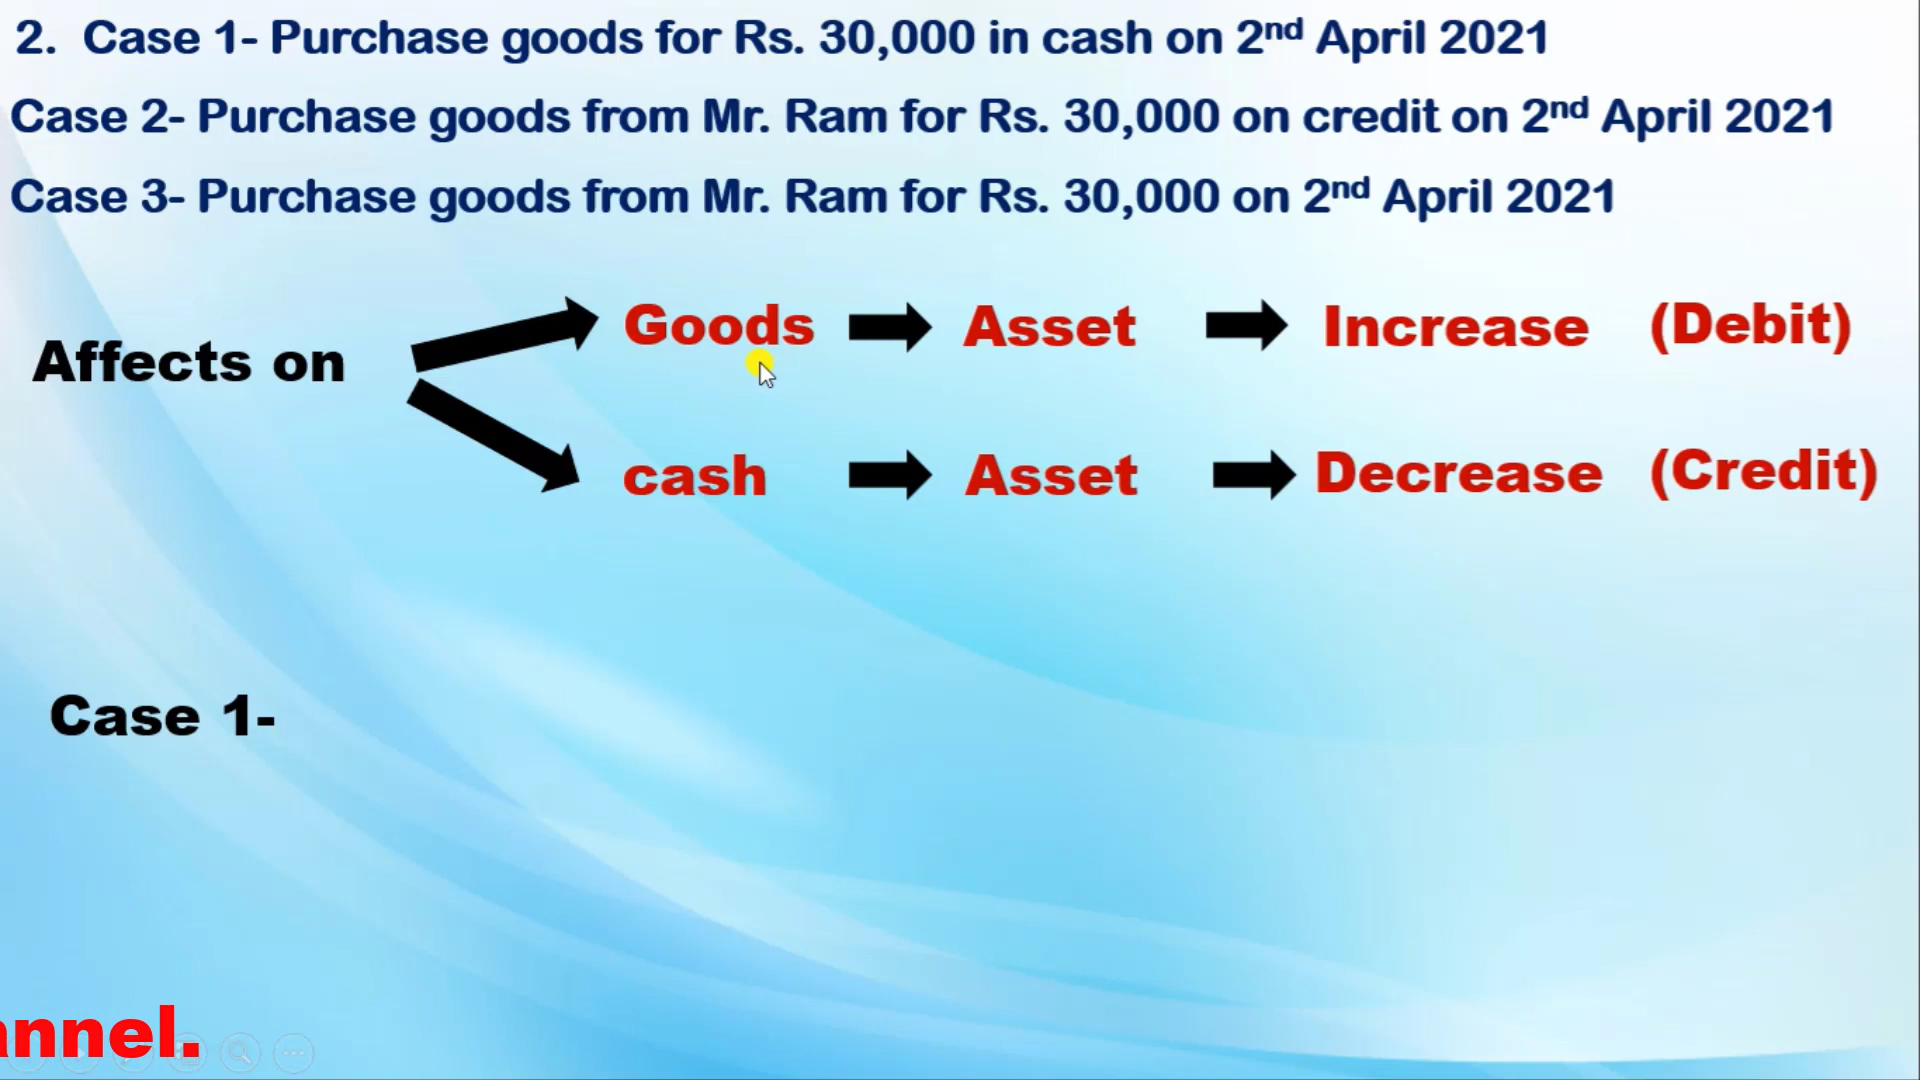 2. Case 1- Purchase goods for Rs. 30,000 in cash on 2nd April 2021
Case 2- Purchase goods from Mr. Ram for Rs. 30,000 on credit on 2nd April 2021
Case 3- Purchase goods from Mr. Ram for Rs. 30,000 on 2nd April 2021
Goods Asset Increase (Debit)
Affects on
cash Asset Decrease (Credit)
Case 1-
annel.